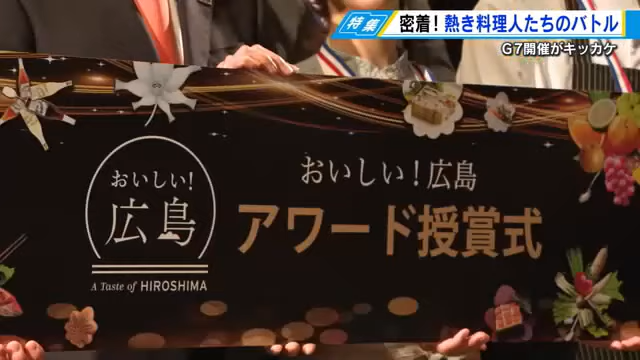 特集
密着！熱き料理人たちのバトル
G7開催がキッカケ
おいしい！
広島
A Taste of HIROSHIMA
おいしい！広島
アワード授賞式